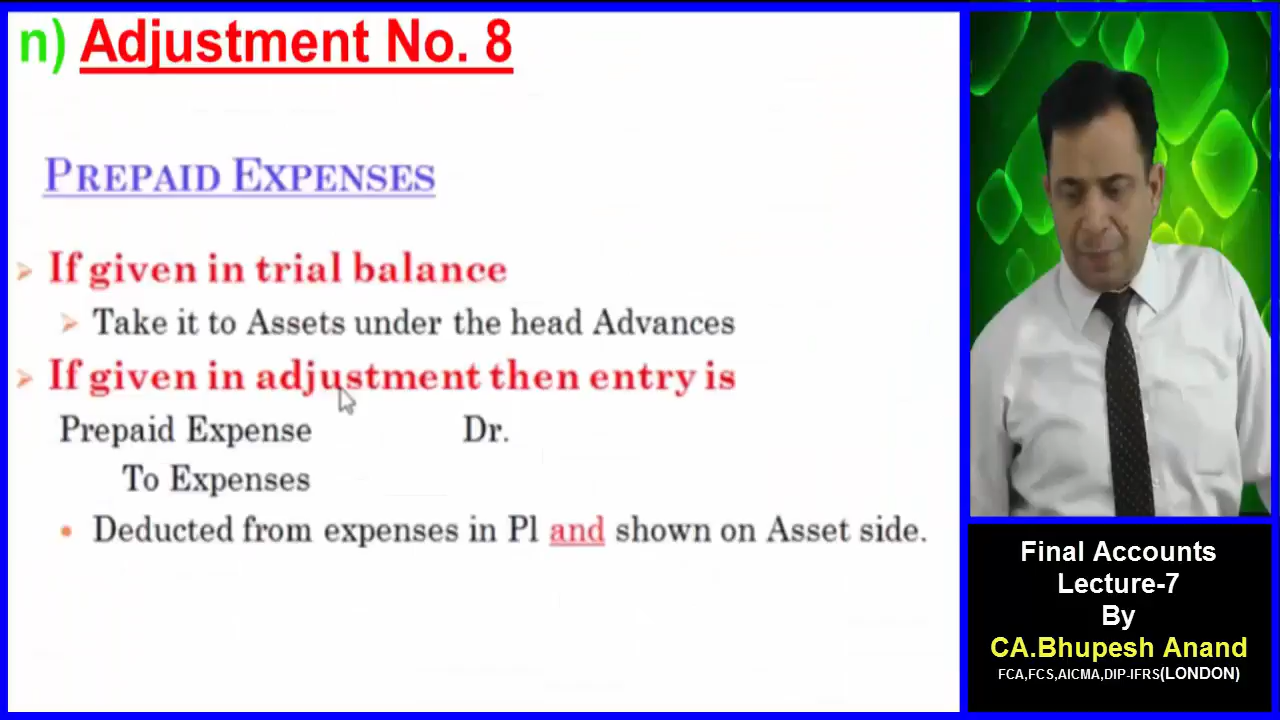 n) Adjustment No. 8
PREPAID EXPENSES
If given in trial balance
Take it to Assets under the head Advances
If given in adjustment then entry is
Prepaid Expense Dr.
To Expenses
Deducted from expenses in Pl and shown on Asset side.
Final Accounts
Lecture-7
By
CA.Bhupesh Anand
FCA,FCS,AICMA,DIP-IFRS(LONDON)